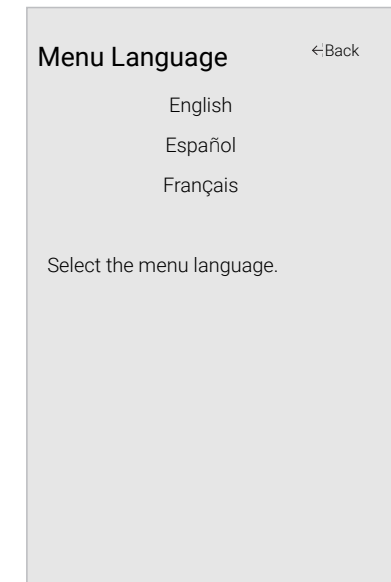 Menu Language ←Back
English
Español
Français
Select the menu language.